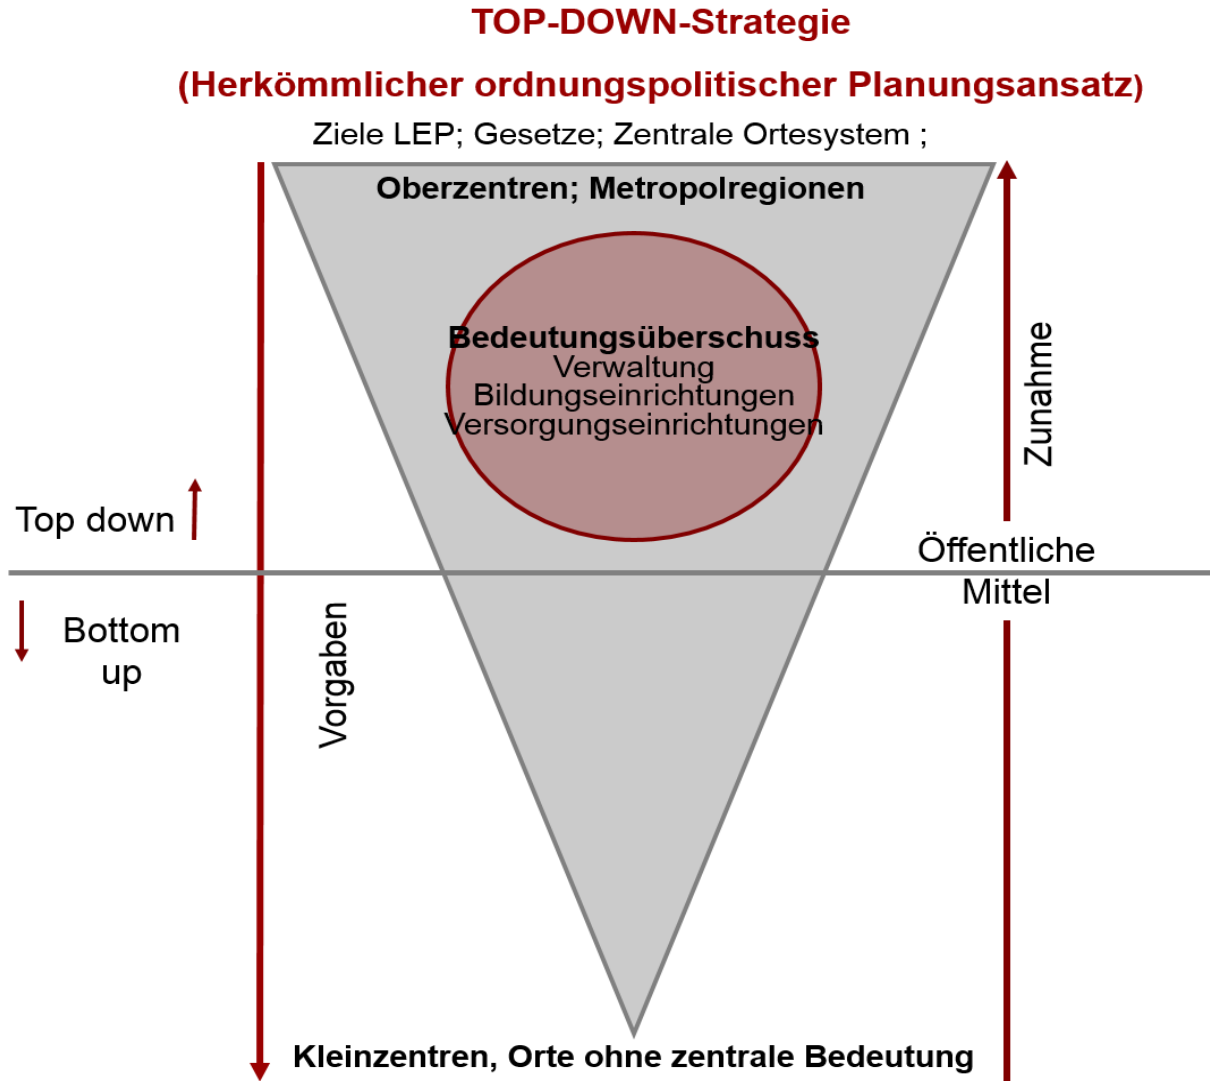 TOP-DOWN-Strategie
(Herkömmlicher ordnungspolitischer Planungsansatz)
Ziele LEP; Gesetze; Zentrale Ortesystem ;
Oberzentren; Metropolregionen
Bedeutungsüberschuss
Verwaltung
Bildungseinrichtungen
Versorgungseinrichtungen
Zunahme
Top down
Öffentliche
Mittel
Bottom
up
Vorgaben
Kleinzentren, Orte ohne zentrale Bedeutung